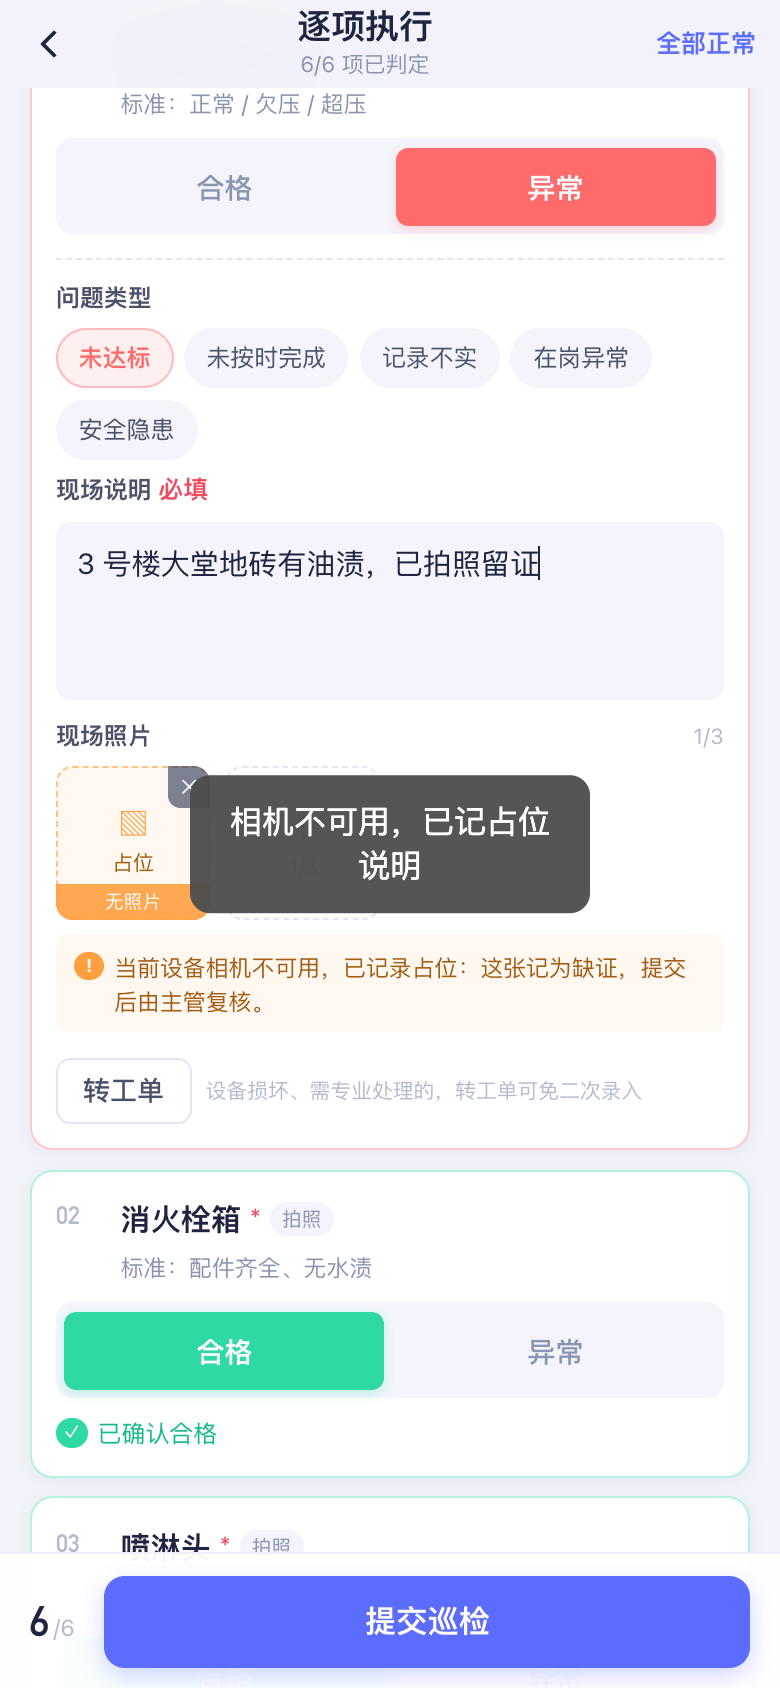 逐项执行
6/6 项已判定
全部正常
标准：正常 / 欠压 / 超压
合格
异常
问题类型
未达标
未按时完成
记录不实
在岗异常
安全隐患
现场说明 必填
3 号楼大堂地砖有油渍，已拍照留证
现场照片
1/3
占位
无照片
相机不可用，已记占位
说明
当前设备相机不可用，已记录占位：这张记为缺证，提交
后由主管复核。
转工单
设备损坏、需专业处理的，转工单可免二次录入
02
消火栓箱 *
拍照
标准：配件齐全、无水渍
合格
异常
已确认合格
03
喷淋头 *
拍照
6/6
提交巡检